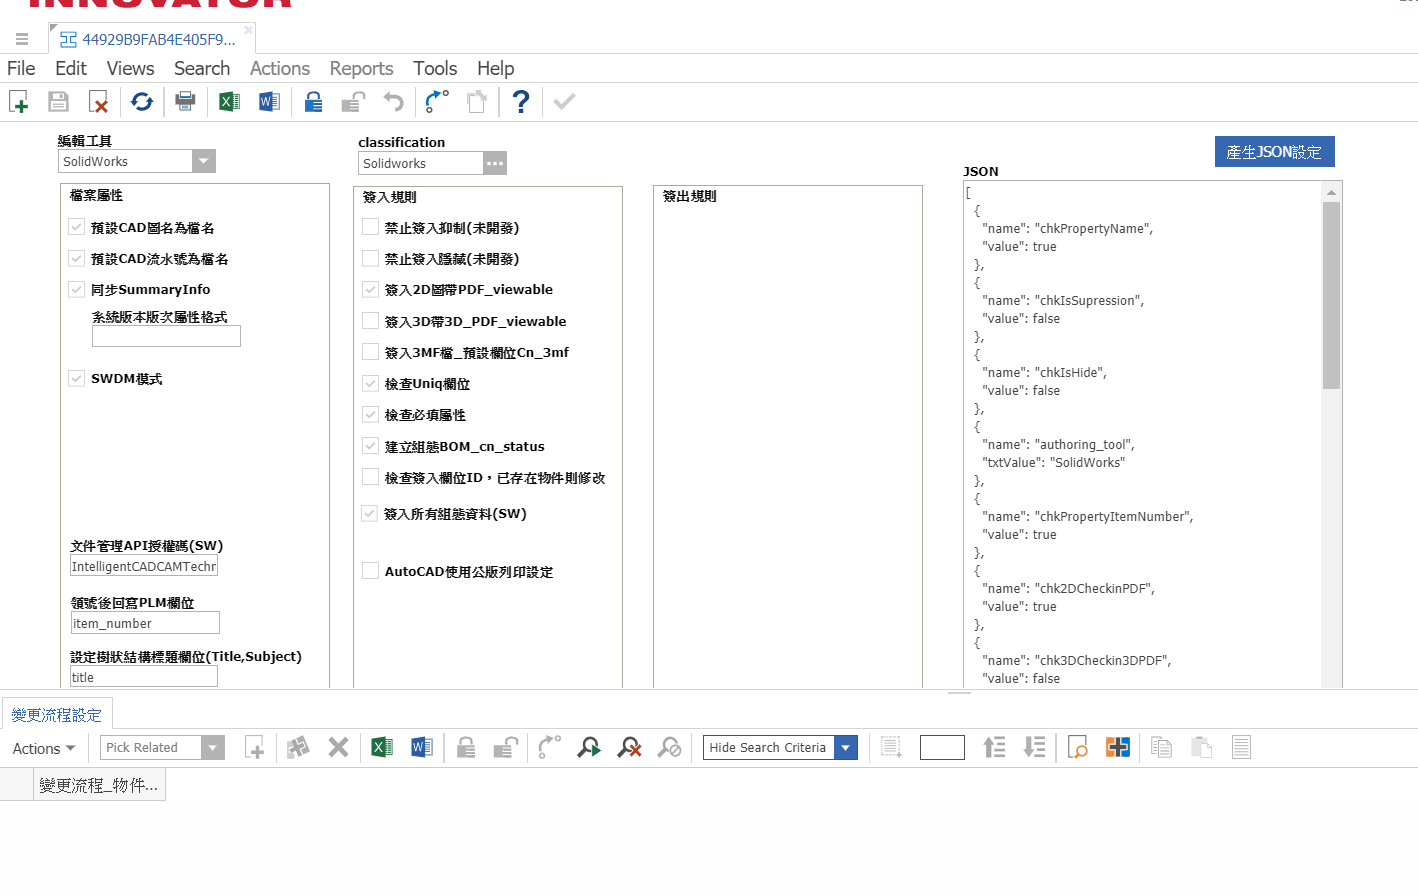 INNOVATOR
44929B9FAB4E405F9...
File Edit Views Search Actions Reports Tools Help
編輯工具
SolidWorks
classification
Solidworks
產生JSON設定
檔案屬性
預設CAD圖名為檔名
預設CAD流水號為檔名
同步SummaryInfo
系統版本版次屬性格式
SWDM模式
文件管理API授權碼(SW)
IntelligentCADCAMTechr
領號後回寫PLM欄位
item_number
設定樹狀結構標題欄位(Title,Subject)
title
簽入規則
禁止簽入抑制(未開發)
禁止簽入隱藏(未開發)
簽入2D圖帶PDF_viewable
簽入3D帶3D_PDF_viewable
簽入3MF檔_預設欄位Cn_3mf
檢查Uniq欄位
檢查必填屬性
建立組態BOM_cn_status
檢查簽入欄位ID，已存在物件則修改
簽入所有組態資料(SW)
AutoCAD使用公版列印設定
簽出規則
JSON
[
{
"name": "chkPropertyName",
"value": true
},
{
"name": "chkIsSupression",
"value": false
},
{
"name": "chkIsHide",
"value": false
},
{
"name": "authoring_tool",
"txtValue": "SolidWorks"
},
{
"name": "chkPropertyItemNumber",
"value": true
},
{
"name": "chk2DCheckinPDF",
"value": true
},
{
"name": "chk3DCheckin3DPDF",
"value": false
變更流程設定
Actions Pick Related Hide Search Criteria
變更流程_物件...